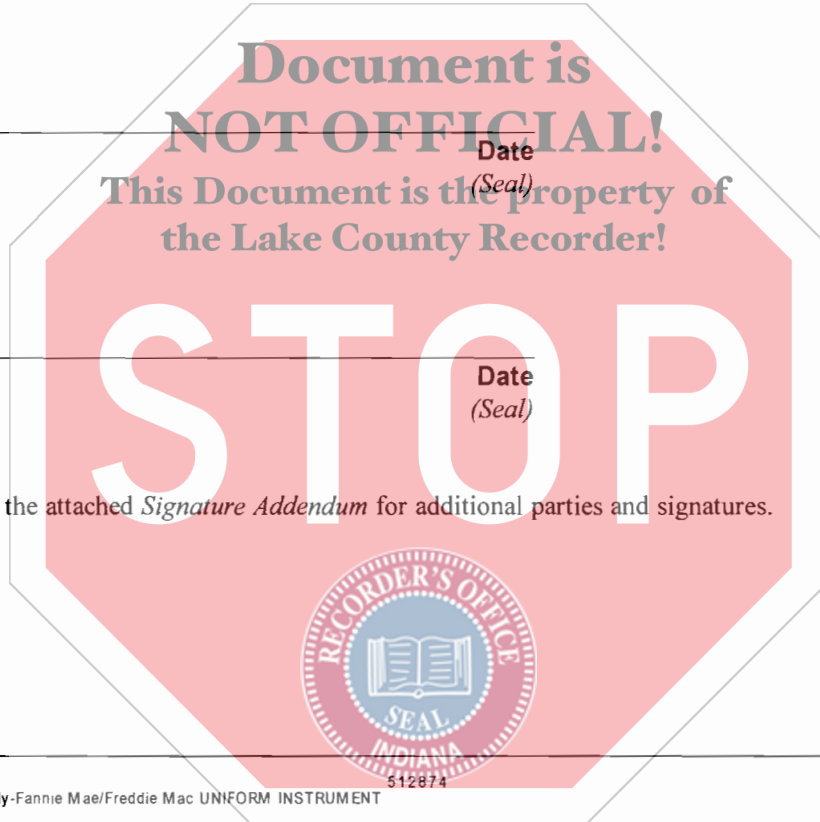 Document is
NOT OFFICIAL!
Date
This Document is the property of
(Seal)
the Lake County Recorder!
STOP
Date
(Seal)
the attached Signature Addendum for additional parties and signatures.
RECORDER'S OFFICE
SEAL
INDIANA
512874
-Fannie Mae/Freddie Mac UNIFORM INSTRUMENT